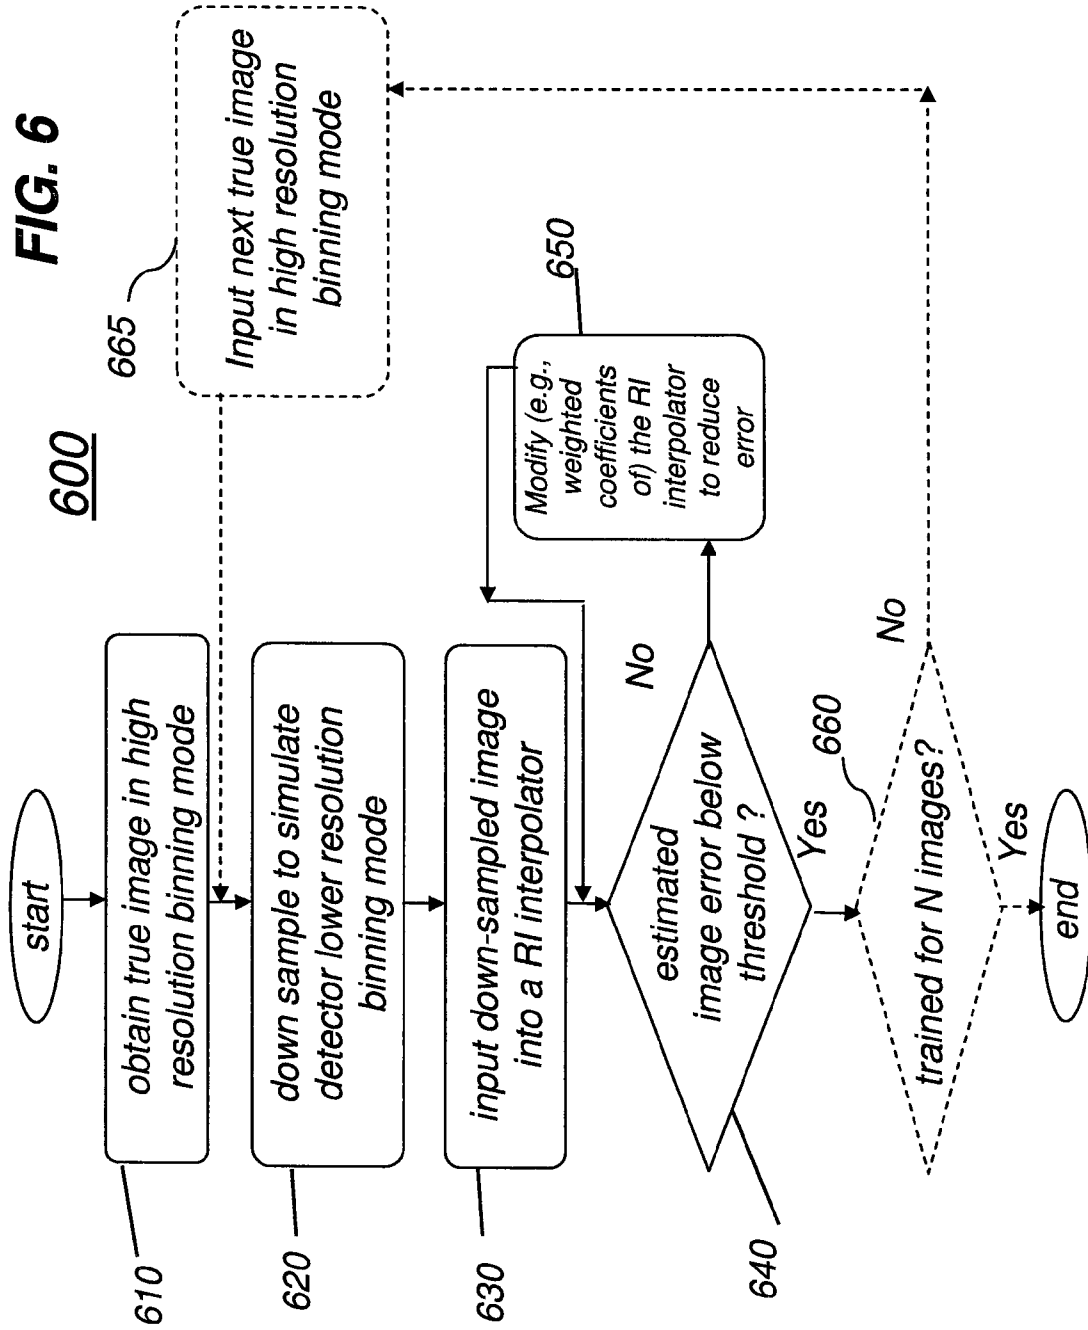 FIG. 6
600
start
610
obtain true image in high
resolution binning mode
665
Input next true image
in high resolution
binning mode
620
down sample to simulate
detector lower resolution
binning mode
630
input down-sampled image
into a RI interpolator
640
estimated
image error below
threshold ?
No
650
Modify (e.g.,
weighted
coefficients
of) the RI
interpolator
to reduce
error
Yes
660
trained for N images?
No
Yes
end